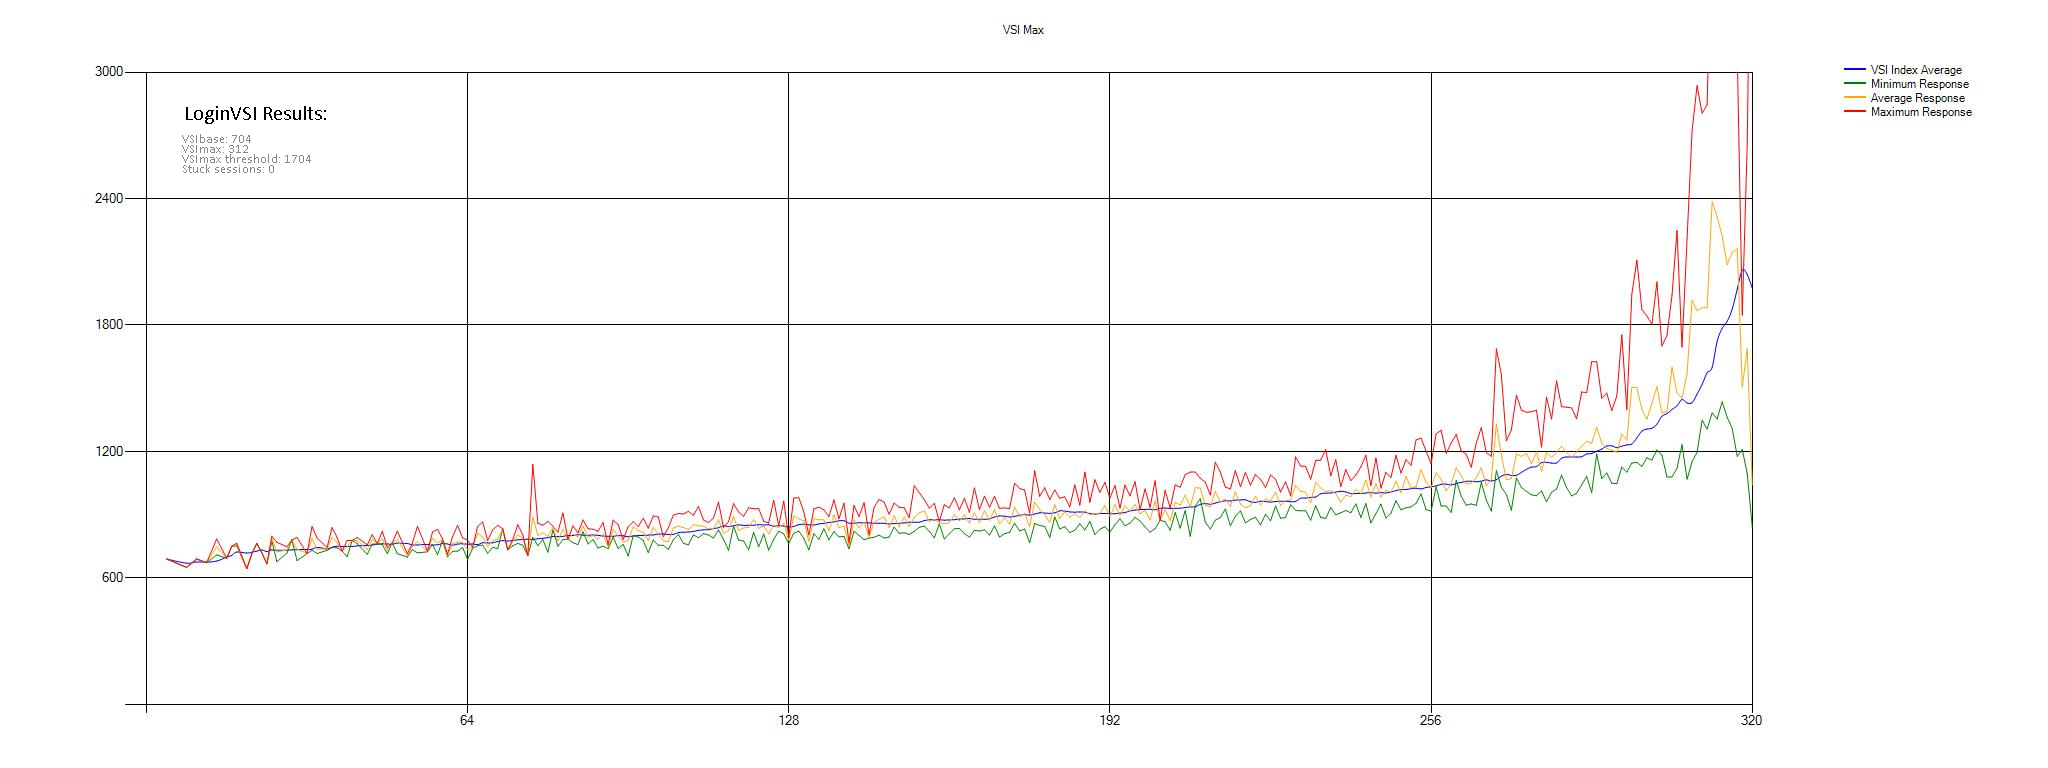 VSI Max
3000
2400
1800
1200
600
64
128
192
256
320
LoginVSI Results:
VSIbase: 704
VSImax: 312
VSImax threshold: 1704
Stuck sessions: 0
VSI Index Average
Minimum Response
Average Response
Maximum Response